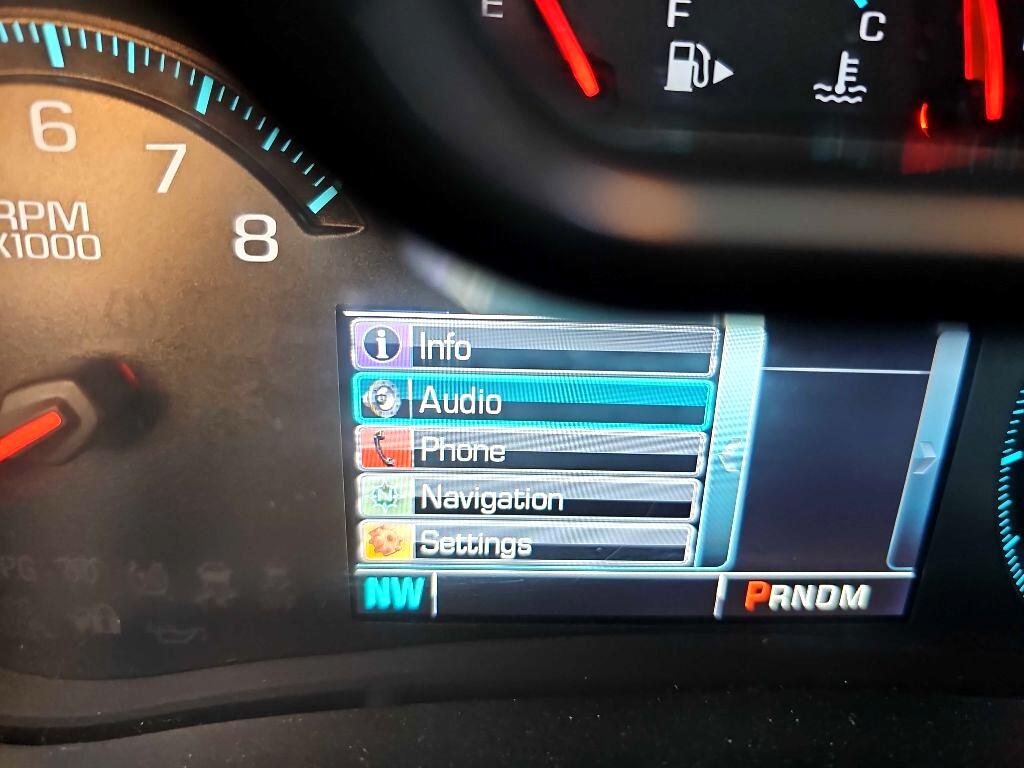 E
F
C
6
7
8
RPM
X1000
Info
Audio
Phone
Navigation
Settings
NW
PRNDM